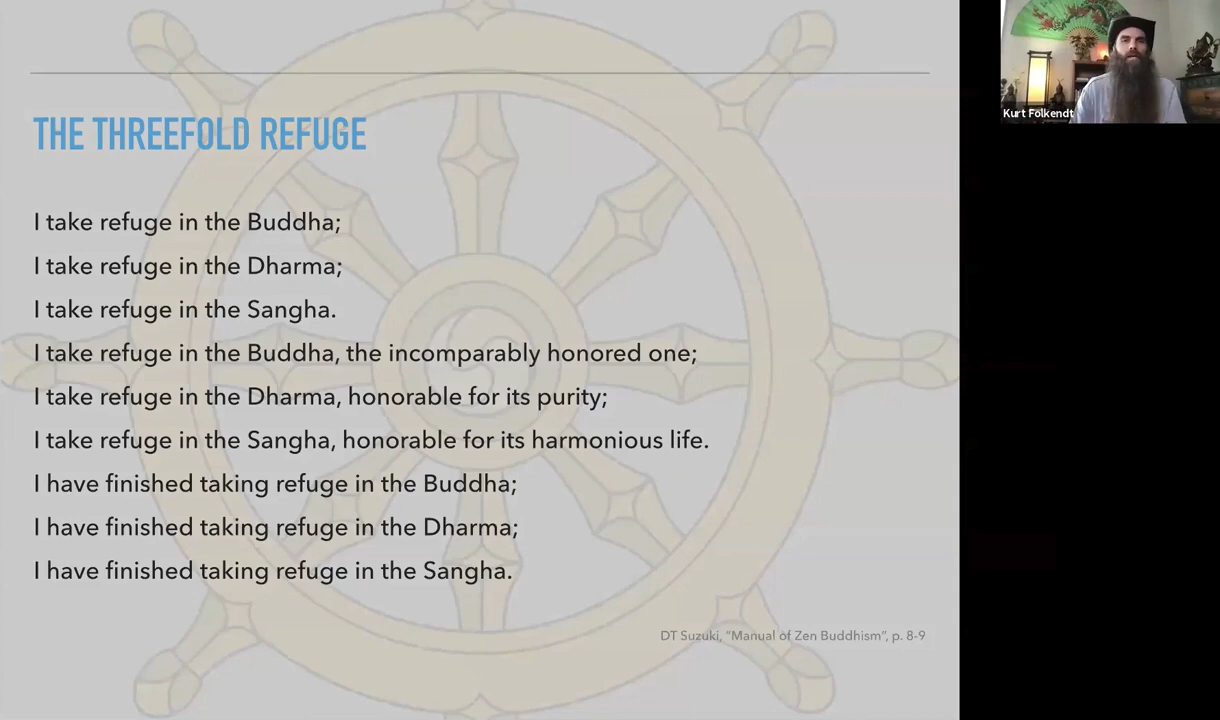 THE THREEFOLD REFUGE
I take refuge in the Buddha;
I take refuge in the Dharma;
I take refuge in the Sangha.
I take refuge in the Buddha, the incomparably honored one;
I take refuge in the Dharma, honorable for its purity;
I take refuge in the Sangha, honorable for its harmonious life.
I have finished taking refuge in the Buddha;
I have finished taking refuge in the Dharma;
I have finished taking refuge in the Sangha.
DT Suzuki, "Manual of Zen Buddhism", p. 8-9
Kurt Folkendt